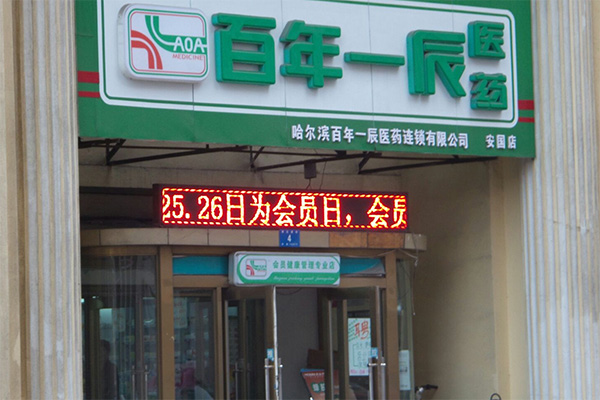 AOA
MEDICINE
百年一辰医药
哈尔滨百年一辰医药连锁有限公司 安国店
25.26日为会员日，会员
4
会员健康管理专业店